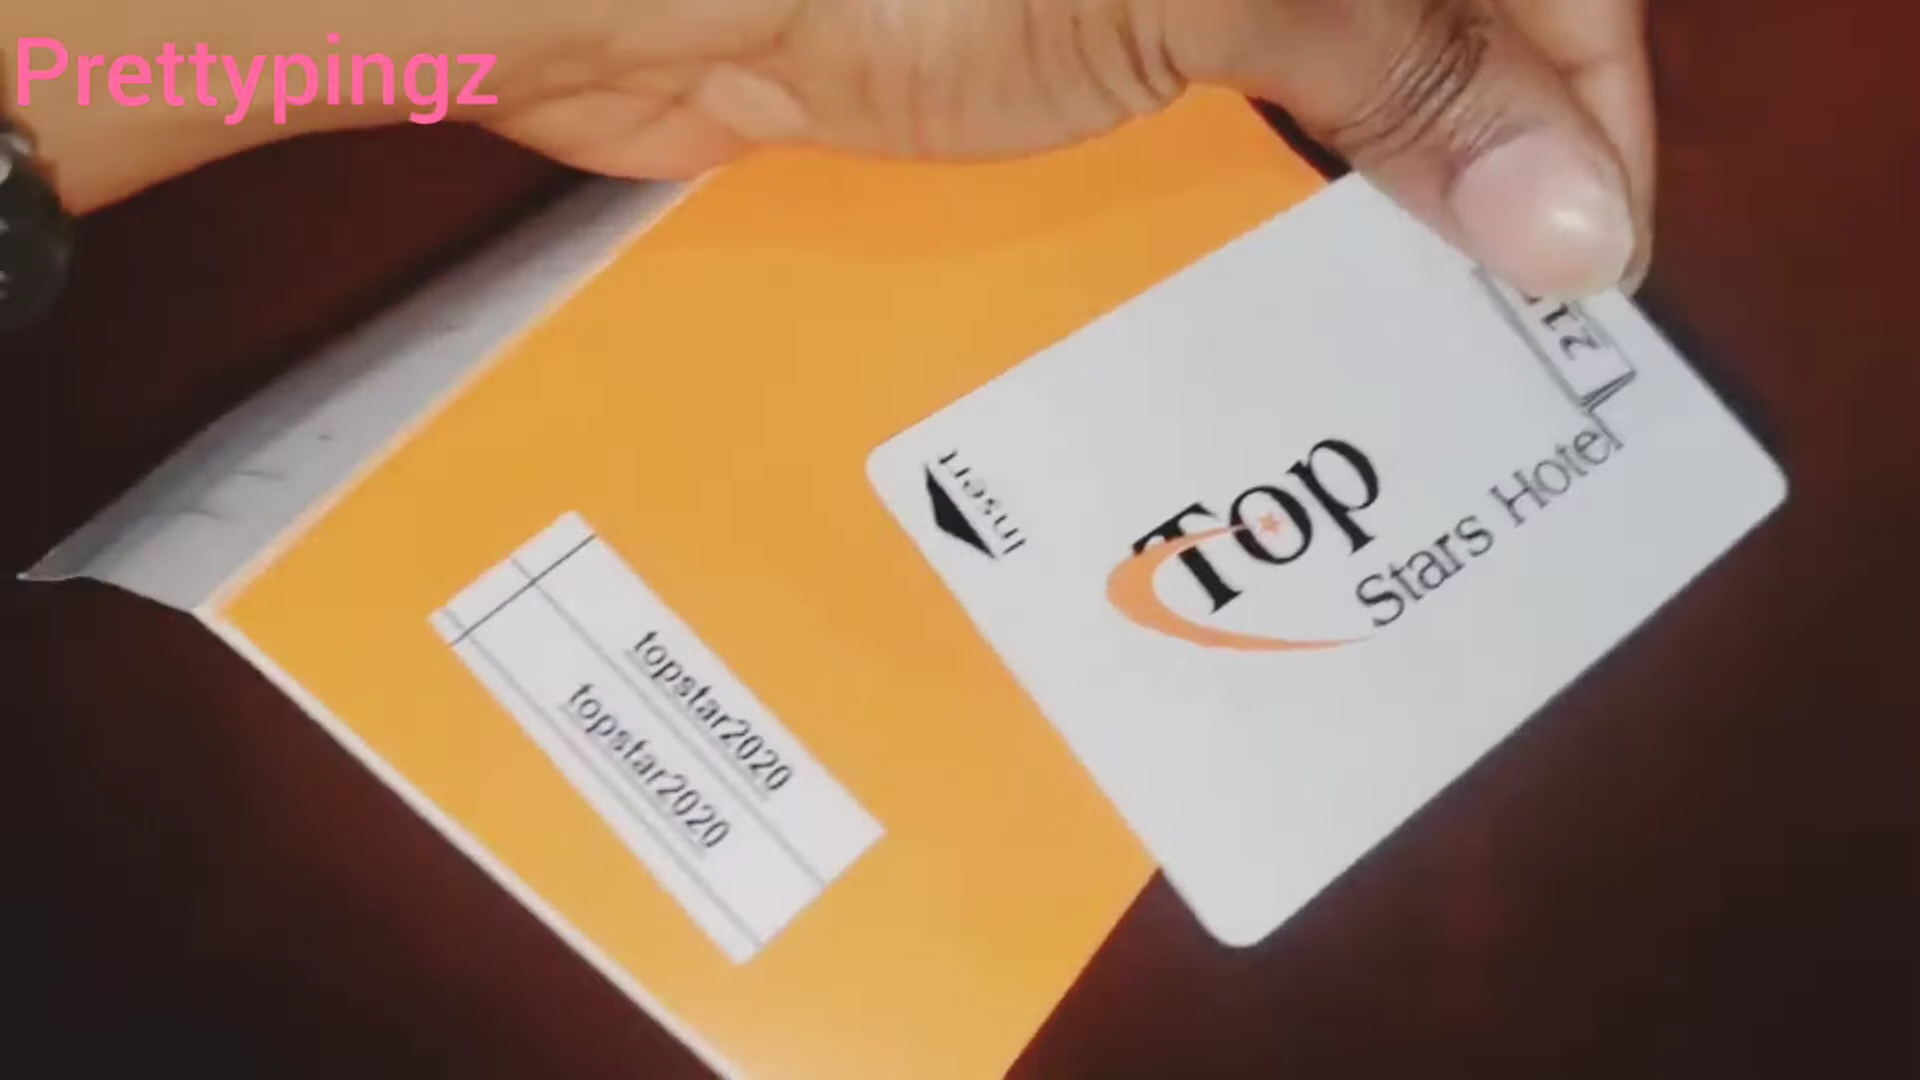 Prettypingz
Insert
Top
Stars Hotel
topstar2020
topstar2020